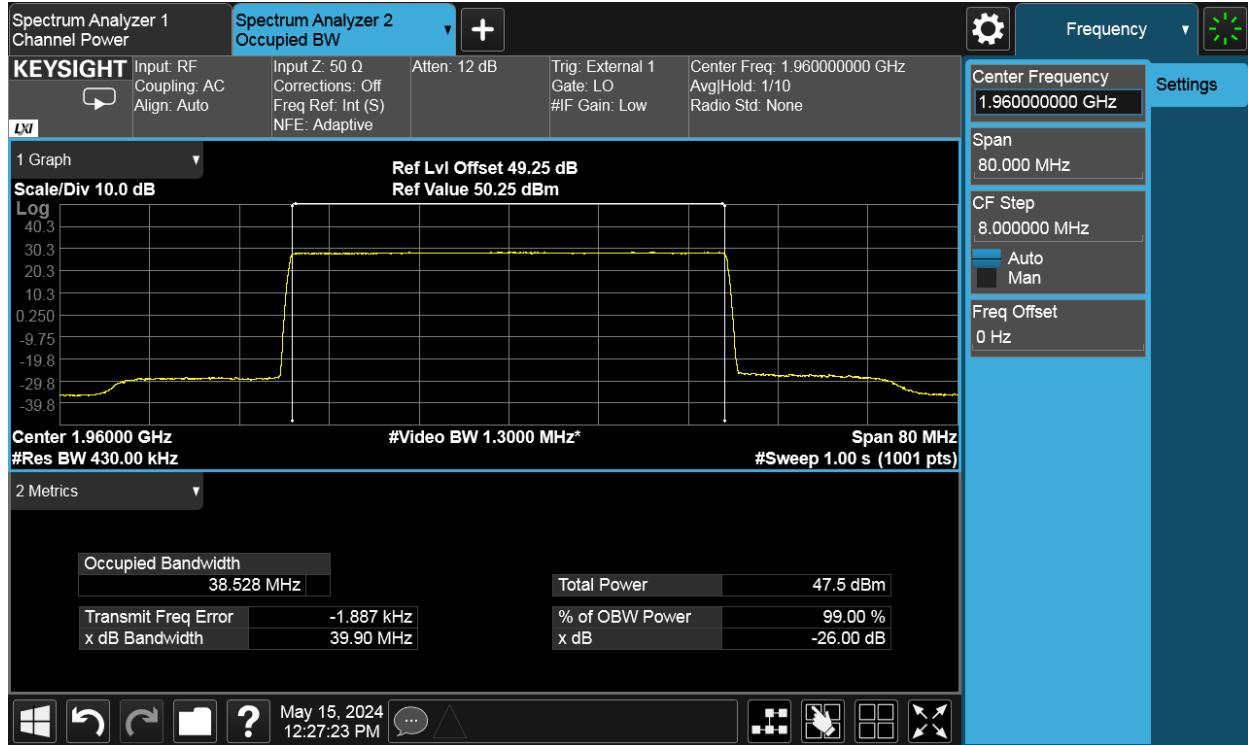 Spectrum Analyzer 1
Channel Power
Spectrum Analyzer 2
Occupied BW
Frequency
KEYSIGHT
LXI
Input: RF
Coupling: AC
Align: Auto
Input Z: 50 Ω
Corrections: Off
Freq Ref: Int (S)
NFE: Adaptive
Atten: 12 dB
Trig: External 1
Gate: LO
#IF Gain: Low
Center Freq: 1.960000000 GHz
Avg|Hold: 1/10
Radio Std: None
Center Frequency
1.960000000 GHz
Settings
Span
80.000 MHz
CF Step
8.000000 MHz
Auto
Man
Freq Offset
0 Hz
1 Graph
Scale/Div 10.0 dB
Ref Lvl Offset 49.25 dB
Ref Value 50.25 dBm
Log
40.3
30.3
20.3
10.3
0.250
-9.75
-19.8
-29.8
-39.8
Center 1.96000 GHz
#Video BW 1.3000 MHz*
Span 80 MHz
#Res BW 430.00 kHz
#Sweep 1.00 s (1001 pts)
2 Metrics
Occupied Bandwidth
38.528 MHz
Total Power 47.5 dBm
Transmit Freq Error -1.887 kHz
% of OBW Power 99.00 %
x dB Bandwidth 39.90 MHz
x dB -26.00 dB
?
May 15, 2024
12:27:23 PM